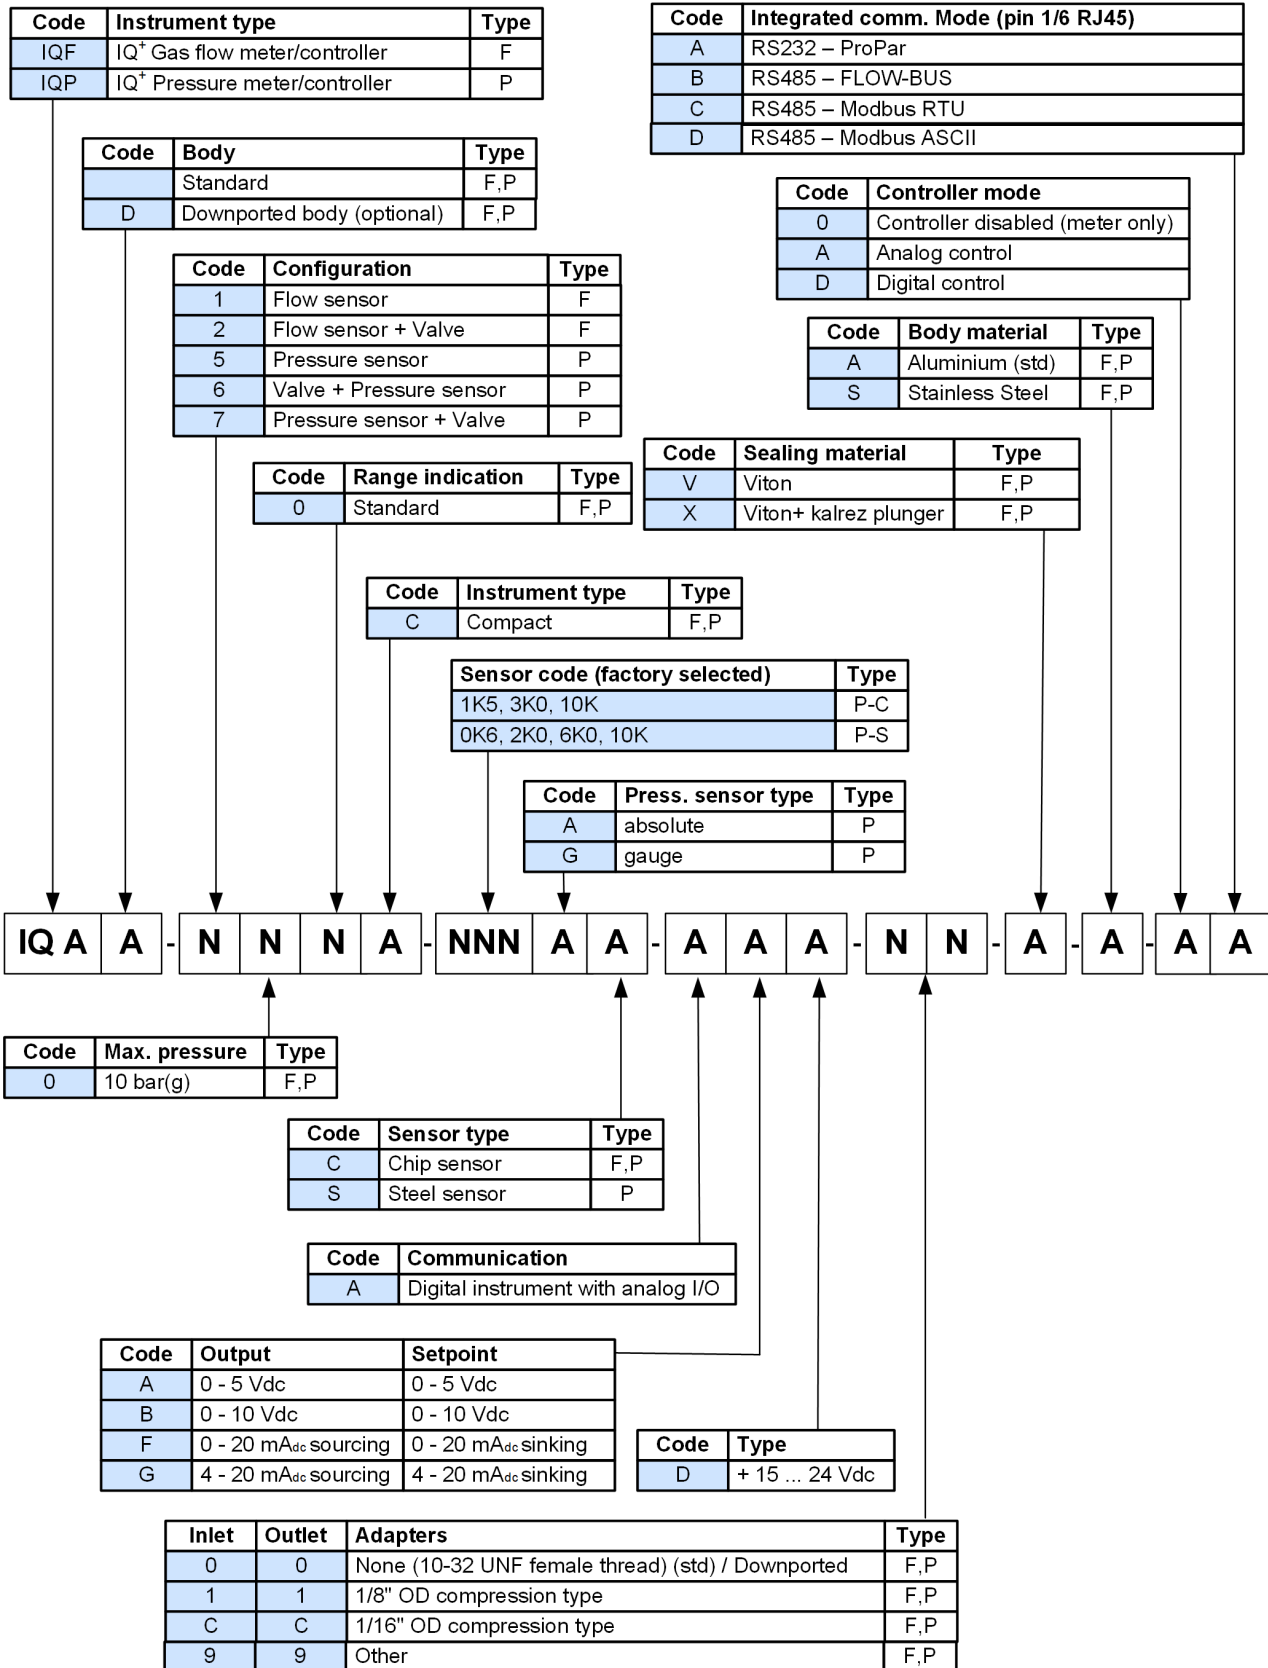 Code Instrument type Type
IQF IQ+ Gas flow meter/controller F
IQP IQ+ Pressure meter/controller P
Code Integrated comm. Mode (pin 1/6 RJ45)
A RS232 – ProPar
B RS485 – FLOW-BUS
C RS485 – Modbus RTU
D RS485 – Modbus ASCII
Code Body Type
Standard F,P
D Downported body (optional) F,P
Code Controller mode
0 Controller disabled (meter only)
A Analog control
D Digital control
Code Configuration Type
1 Flow sensor F
2 Flow sensor + Valve F
5 Pressure sensor P
6 Valve + Pressure sensor P
7 Pressure sensor + Valve P
Code Body material Type
A Aluminium (std) F,P
S Stainless Steel F,P
Code Range indication Type
0 Standard F,P
Code Sealing material Type
V Viton F,P
X Viton+ kalrez plunger F,P
Code Instrument type Type
C Compact F,P
Sensor code (factory selected) Type
1K5, 3K0, 10K P-C
0K6, 2K0, 6K0, 10K P-S
Code Press. sensor type Type
A absolute P
G gauge P
IQ A A - N N N A - NNN A A - A A A - N N - A - A - A A
Code Max. pressure Type
0 10 bar(g) F,P
Code Sensor type Type
C Chip sensor F,P
S Steel sensor P
Code Communication
A Digital instrument with analog I/O
Code Output Setpoint
A 0 - 5 Vdc 0 - 5 Vdc
B 0 - 10 Vdc 0 - 10 Vdc
F 0 - 20 mAdc sourcing 0 - 20 mAdc sinking
G 4 - 20 mAdc sourcing 4 - 20 mAdc sinking
Code Type
D + 15 ... 24 Vdc
Inlet Outlet Adapters Type
0 0 None (10-32 UNF female thread) (std) / Downported F,P
1 1 1/8" OD compression type F,P
C C 1/16" OD compression type F,P
9 9 Other F,P